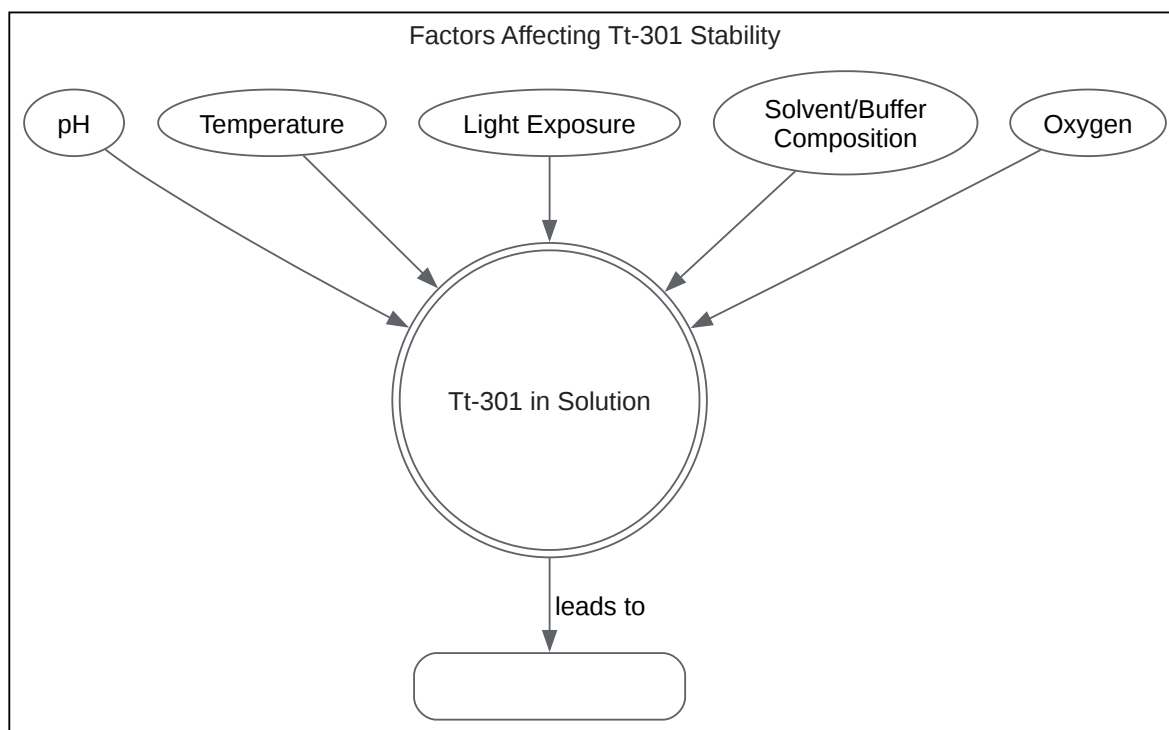 Factors Affecting Tt-301 Stability
pH
Temperature
Light Exposure
Solvent/Buffer
Composition
Oxygen
Tt-301 in Solution
leads to